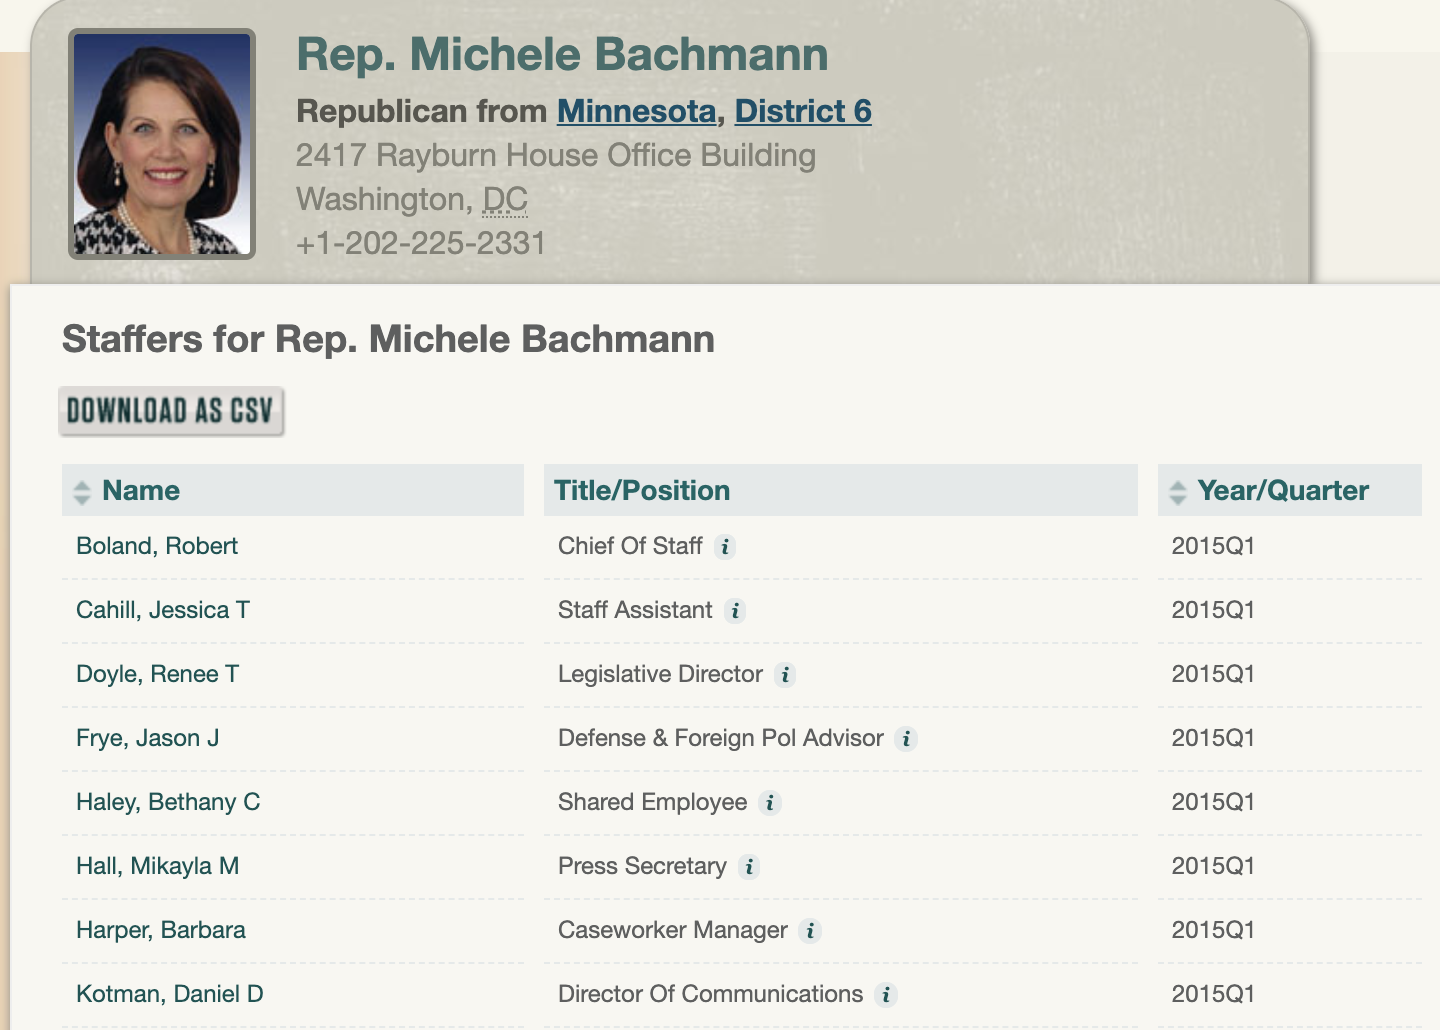 Rep. Michele Bachmann
Republican from Minnesota, District 6
2417 Rayburn House Office Building
Washington, DC
+1-202-225-2331
Staffers for Rep. Michele Bachmann
DOWNLOAD AS CSV
Name Title/Position Year/Quarter
Boland, Robert Chief Of Staff i 2015Q1
Cahill, Jessica T Staff Assistant i 2015Q1
Doyle, Renee T Legislative Director i 2015Q1
Frye, Jason J Defense & Foreign Pol Advisor i 2015Q1
Haley, Bethany C Shared Employee i 2015Q1
Hall, Mikayla M Press Secretary i 2015Q1
Harper, Barbara Caseworker Manager i 2015Q1
Kotman, Daniel D Director Of Communications i 2015Q1